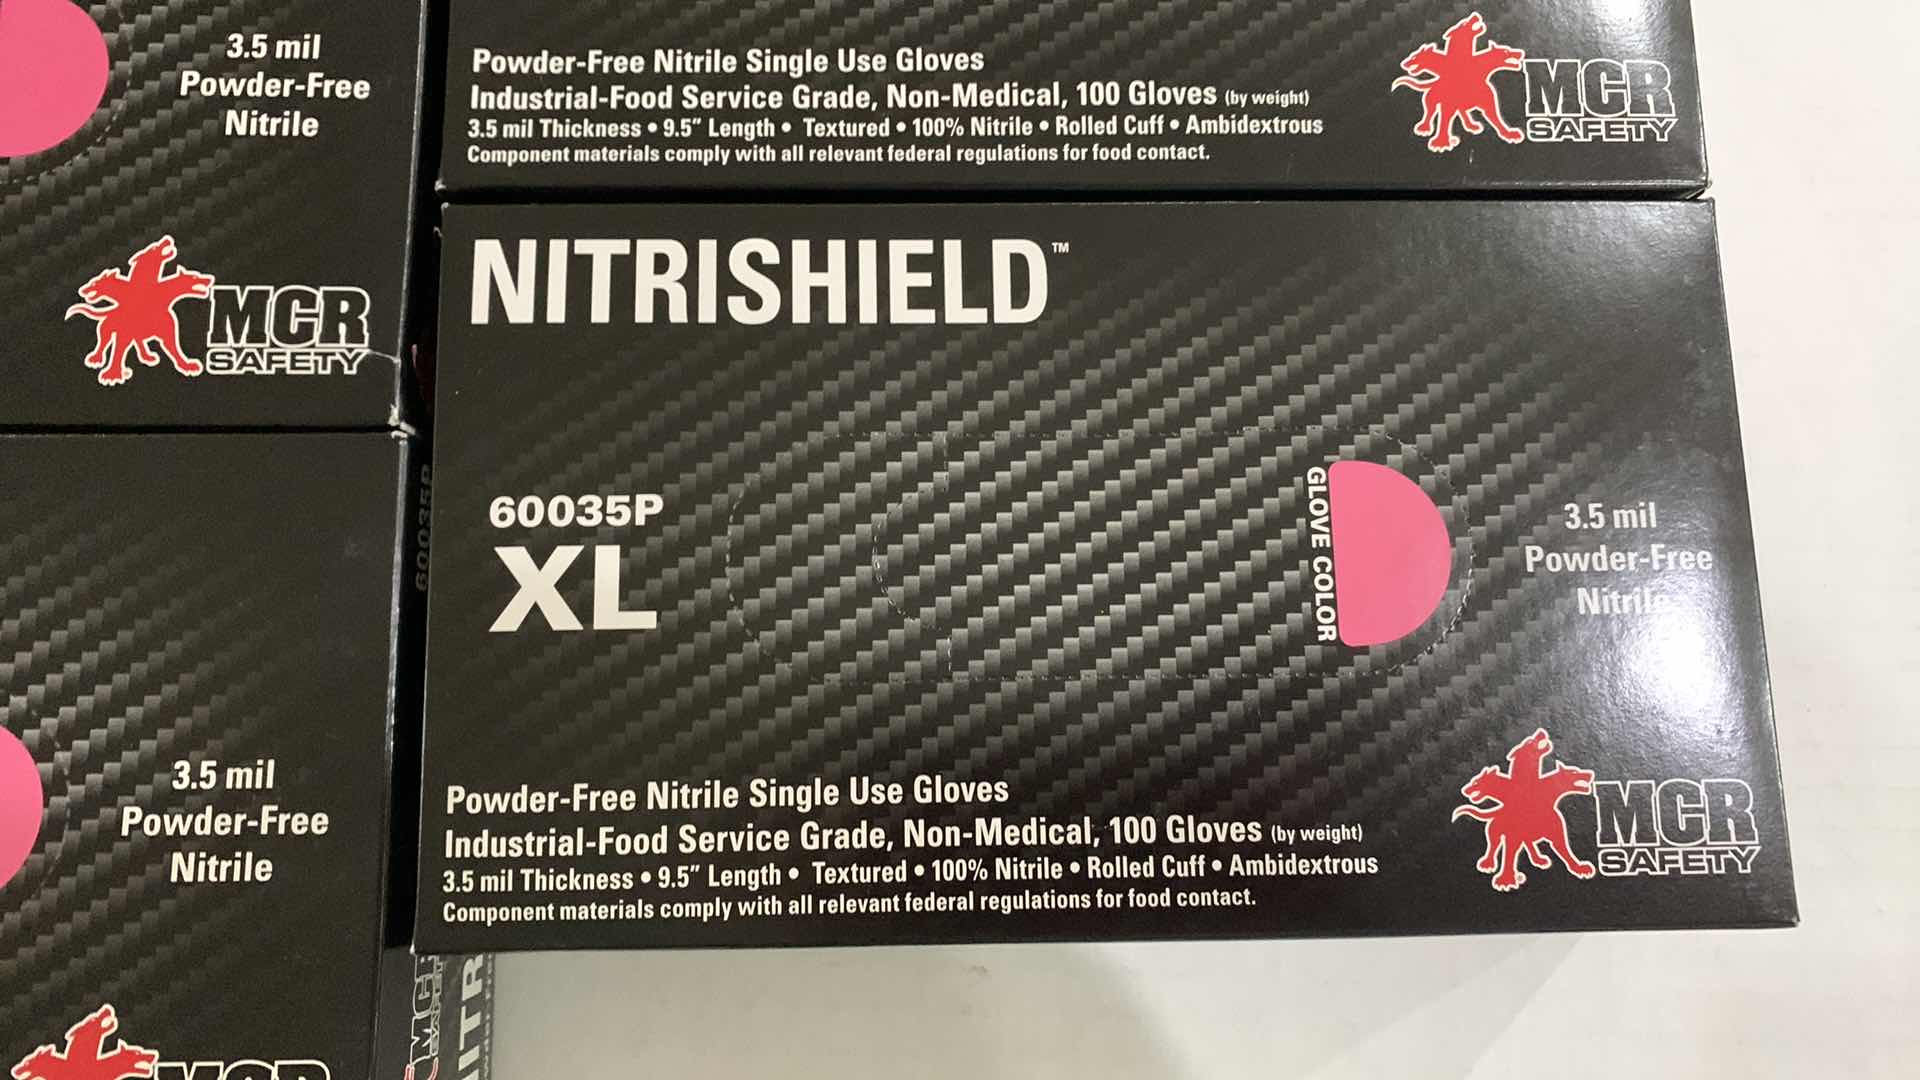 3.5 mil
Powder-Free
Nitrile
MCR
SAFETY
Powder-Free Nitrile Single Use Gloves
Industrial-Food Service Grade, Non-Medical, 100 Gloves (by weight)
3.5 mil Thickness • 9.5" Length • Textured • 100% Nitrile • Rolled Cuff • Ambidextrous
Component materials comply with all relevant federal regulations for food contact.
MCR
SAFETY
NITRISHIELD™
60035P
XL
GLOVE COLOR
3.5 mil
Powder-Free
Nitrile
Powder-Free Nitrile Single Use Gloves
Industrial-Food Service Grade, Non-Medical, 100 Gloves (by weight)
3.5 mil Thickness • 9.5" Length • Textured • 100% Nitrile • Rolled Cuff • Ambidextrous
Component materials comply with all relevant federal regulations for food contact.
MCR
SAFETY
60035P
3.5 mil
Powder-Free
Nitrile
MCR